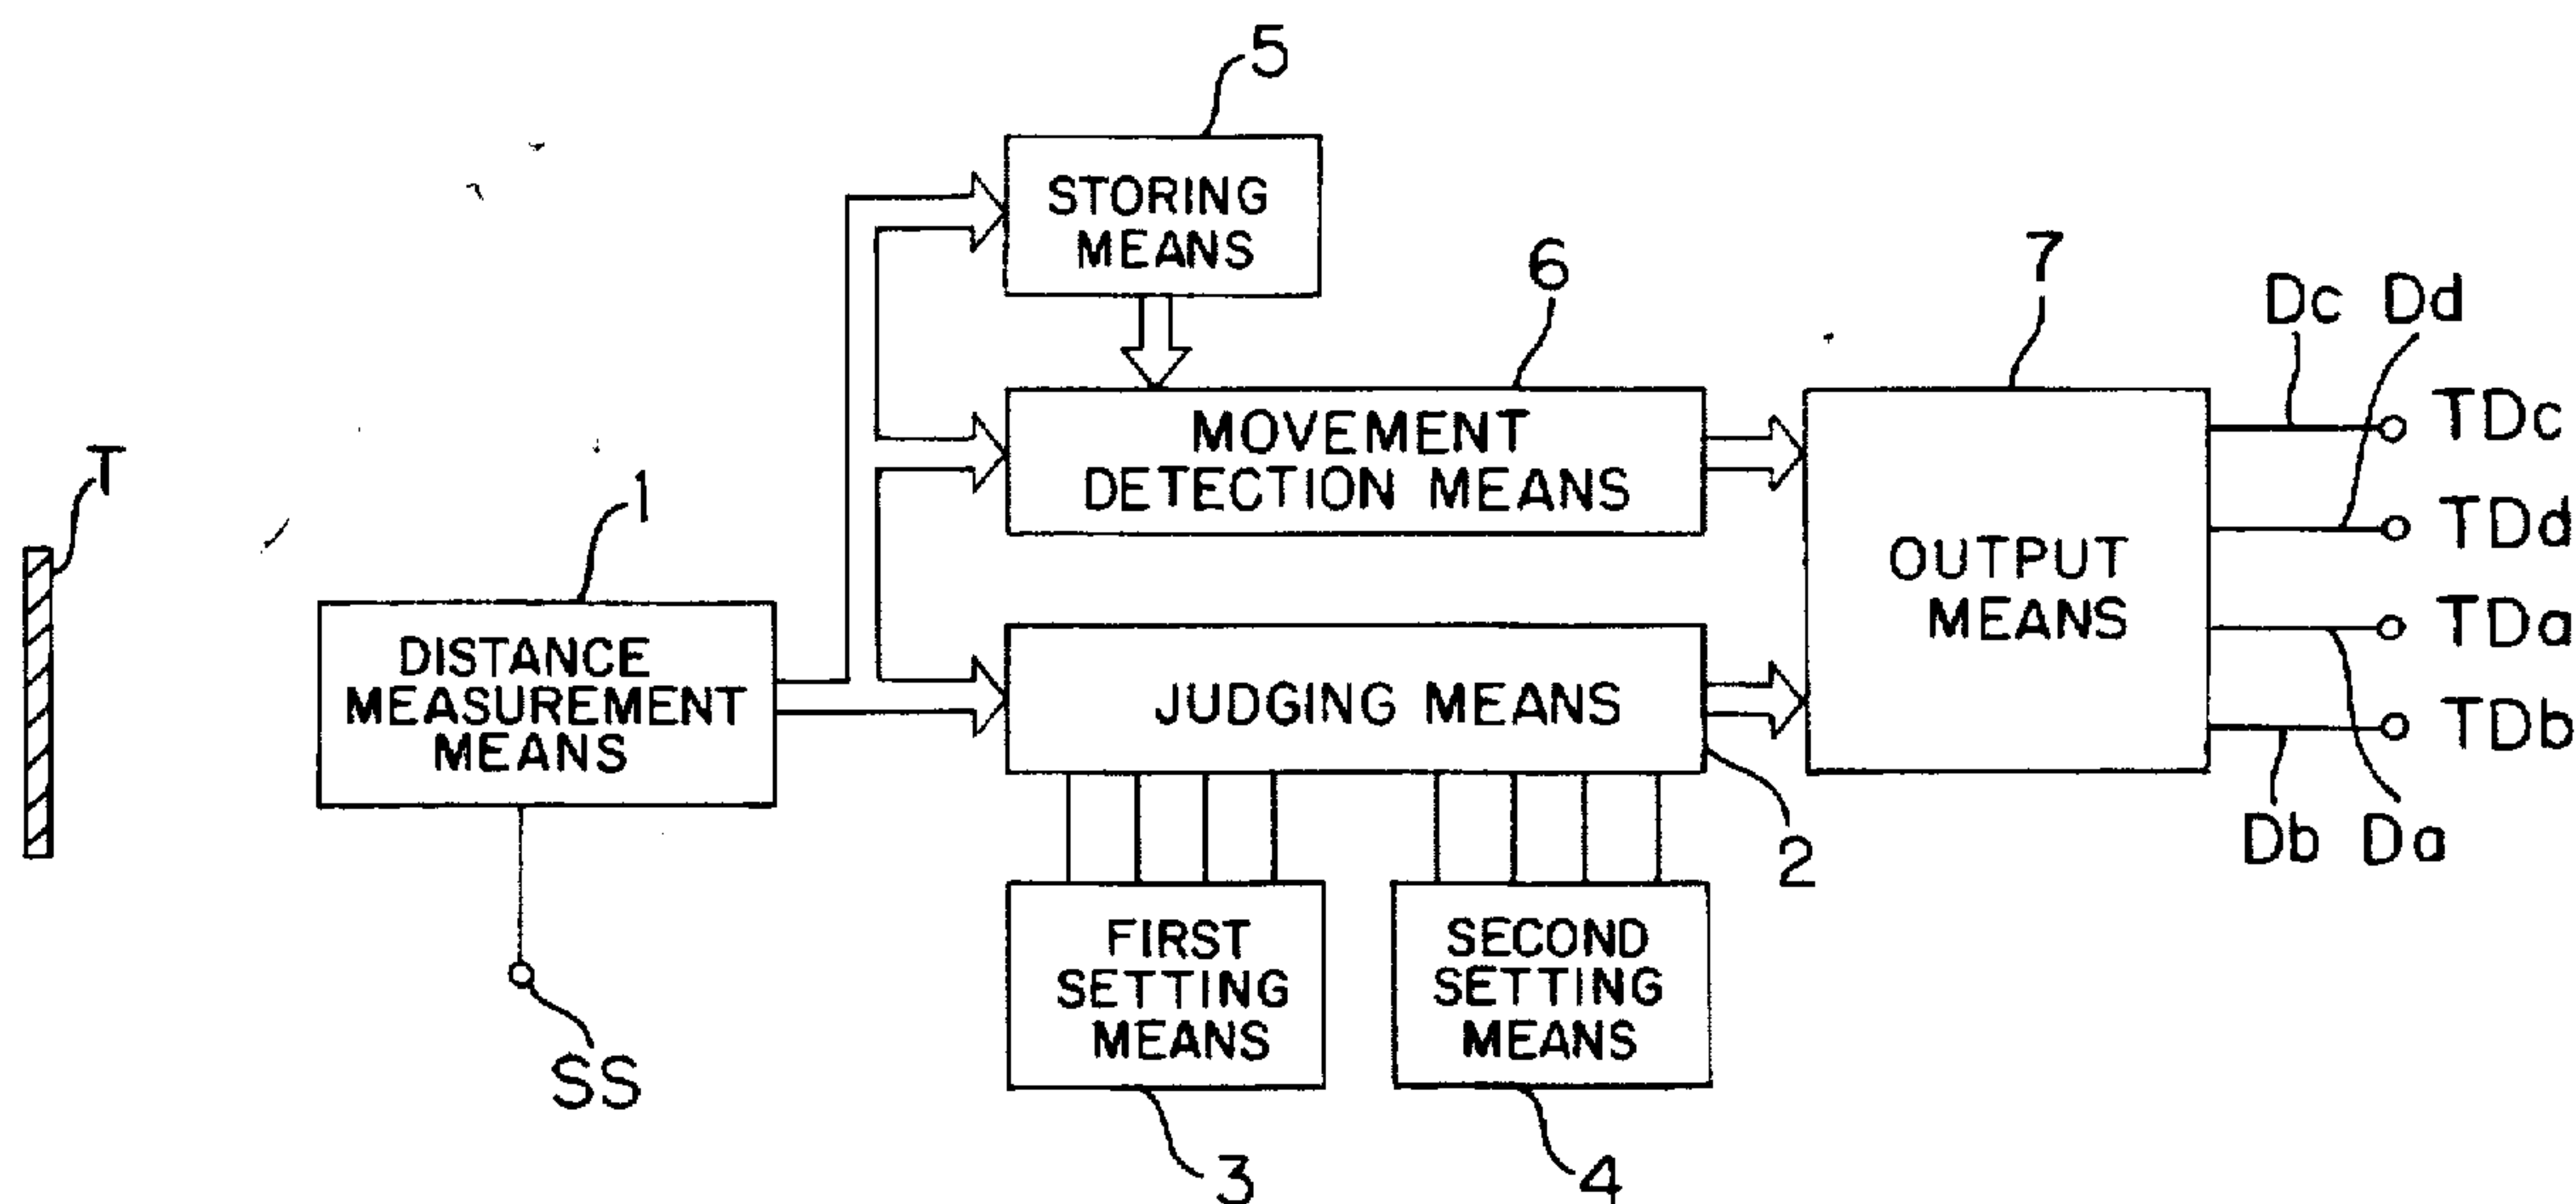 5
STORING
MEANS
6
7
Dc Dd
MOVEMENT
DETECTION MEANS
TDc
T
1
TDd
OUTPUT
MEANS
TDa
DISTANCE
MEASUREMENT
MEANS
JUDGING MEANS
TDb
2
Db Da
FIRST
SETTING
MEANS
SECOND
SETTING
MEANS
SS
3
4